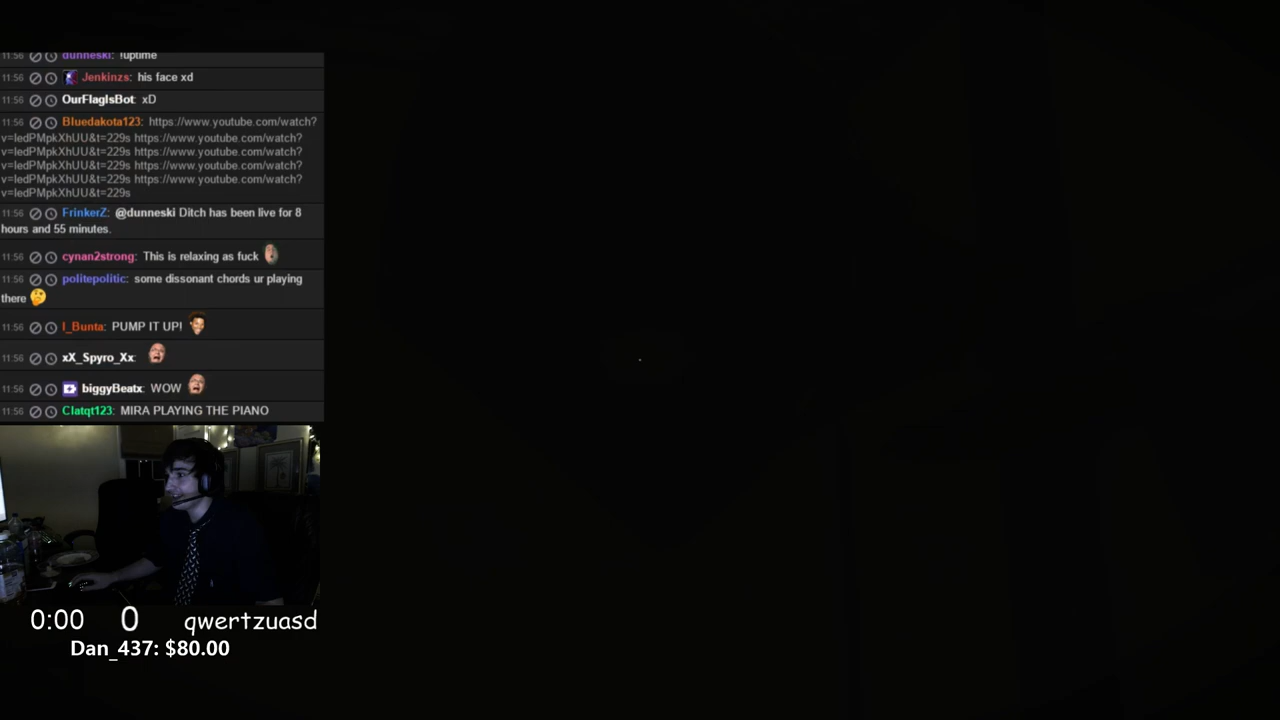 11:56 dunneski: !uptime
11:56 Jenkinzs: his face xd
11:56 OurFlagIsBot: xD
11:56 Bluedakota123: https://www.youtube.com/watch?
v=IedPMpkXhUU&t=229s https://www.youtube.com/watch?
v=IedPMpkXhUU&t=229s https://www.youtube.com/watch?
v=IedPMpkXhUU&t=229s https://www.youtube.com/watch?
v=IedPMpkXhUU&t=229s https://www.youtube.com/watch?
v=IedPMpkXhUU&t=229s
11:56 FrinkerZ: @dunneski Ditch has been live for 8
hours and 55 minutes.
11:56 cynan2strong: This is relaxing as fuck
11:56 politepolitic: some dissonant chords ur playing
there
11:56 I_Bunta: PUMP IT UP!
11:56 xX_Spyro_Xx:
11:56 biggyBeatx: WOW
11:56 Clatqt123: MIRA PLAYING THE PIANO
0:00 0 qwertzuasd
Dan_437: $80.00